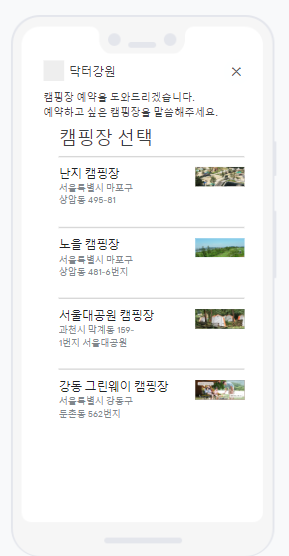 닥터강원
캠핑장 예약을 도와드리겠습니다.
예약하고 싶은 캠핑장을 말씀해주세요.
캠핑장 선택
난지 캠핑장
서울특별시 마포구
상암동 495-81
노을 캠핑장
서울특별시 마포구
상암동 481-6번지
서울대공원 캠핑장
과천시 막계동 159-
1번지 서울대공원
강동 그린웨이 캠핑장
서울특별시 강동구
둔촌동 562번지